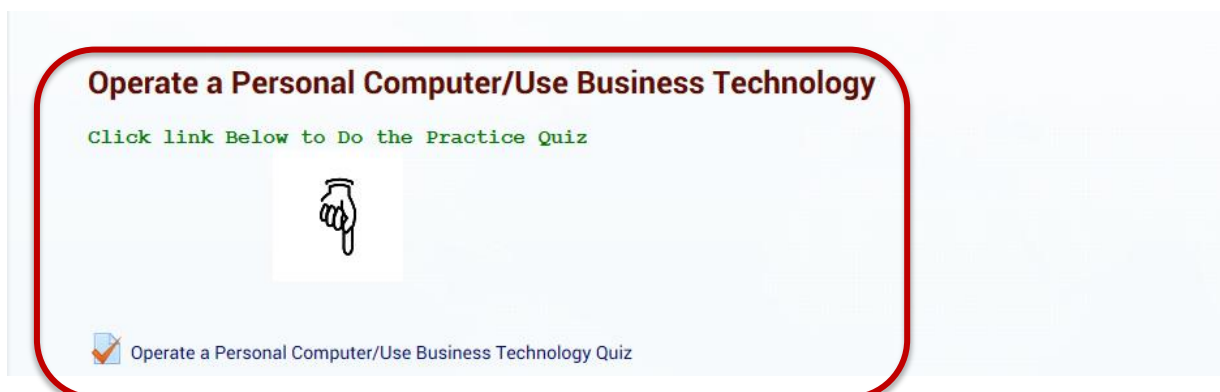 Operate a Personal Computer/Use Business Technology
Click link Below to Do the Practice Quiz
Operate a Personal Computer/Use Business Technology Quiz